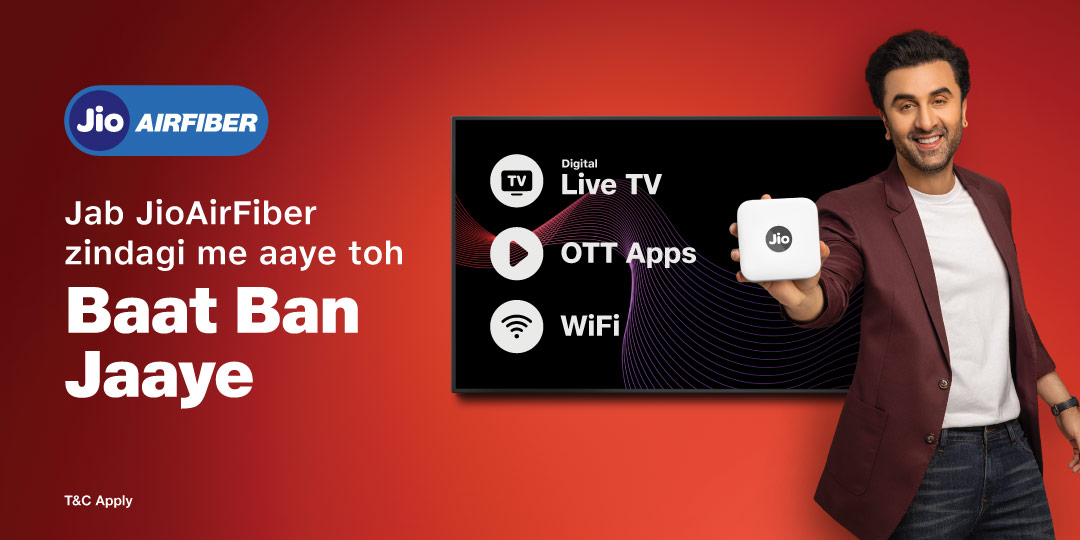 Jio AIRFIBER
Jab JioAirFiber
zindagi me aaye toh
Baat Ban
Jaaye
T&C Apply
TV
Digital
Live TV
OTT Apps
WiFi
Jio